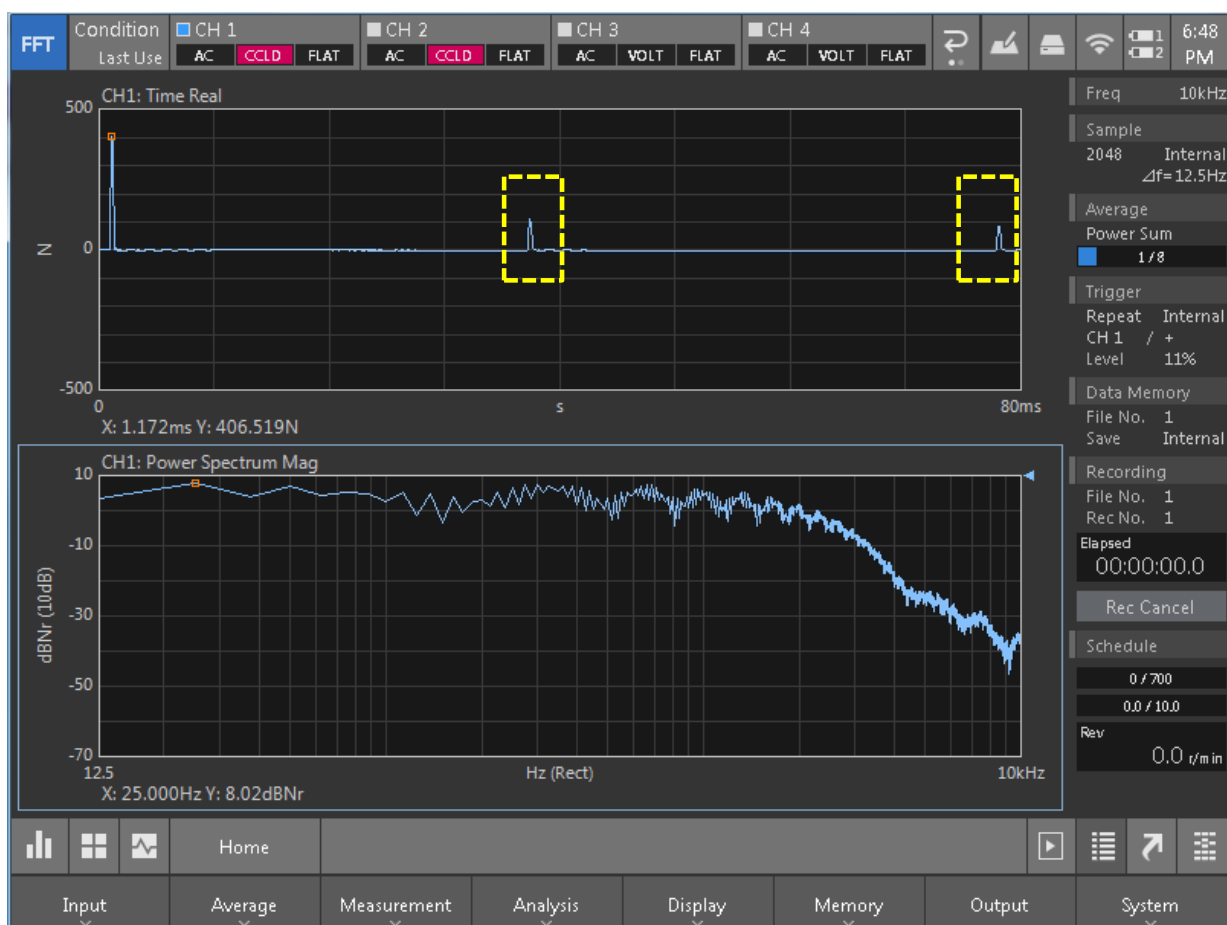 FFT
Condition
Last Use
CH 1
AC CCLD FLAT
CH 2
AC CCLD FLAT
CH 3
AC VOLT FLAT
CH 4
AC VOLT FLAT
1
2
6:48
PM
CH1: Time Real
500
0
-500
N
0 s 80ms
X: 1.172ms Y: 406.519N
CH1: Power Spectrum Mag
10
-10
-30
-50
-70
dBNr (10dB)
12.5 Hz (Rect) 10kHz
X: 25.000Hz Y: 8.02dBNr
Freq 10kHz
Sample
2048 Internal
⊿f=12.5Hz
Average
Power Sum
1/8
Trigger
Repeat Internal
CH 1 / +
Level 11%
Data Memory
File No. 1
Save Internal
Recording
File No. 1
Rec No. 1
Elapsed
00:00:00.0
Rec Cancel
Schedule
0 / 700
0.0 / 10.0
Rev
0.0 r/min
Home
Input Average Measurement Analysis Display Memory Output System